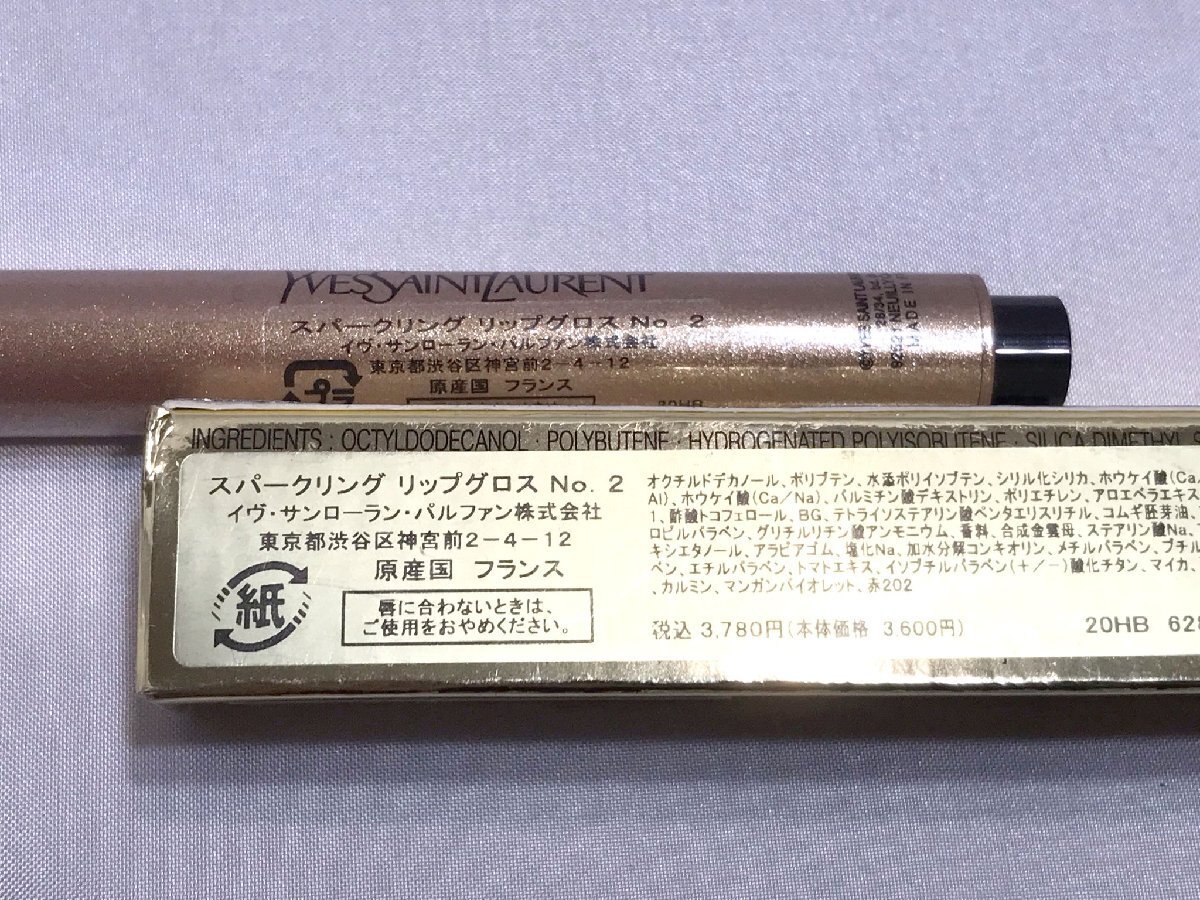 YVESSAINTLAURENT
スパークリング リップグロス No. 2
イヴ・サンローラン・パルファン株式会社
東京都渋谷区神宮前2-4-12
原産国 フランス
プラ
20HB
©YVES SAINT LAU
28/34, bd
92521 NEUILLY
MADE IN
INGREDIENTS : OCTYLDODECANOL · POLYBUTENE · HYDROGENATED POLYISOBUTENE · SILICA DIMETHYL
スパークリング リップグロス No. 2
イヴ・サンローラン・パルファン株式会社
東京都渋谷区神宮前2-4-12
原産国 フランス
紙
唇に合わないときは、
ご使用をおやめください。
オクチルドデカノール、ポリブテン、水添ポリイソブテン、シリル化シリカ、ホウケイ酸(Ca/
Al)、ホウケイ酸(Ca/Na)、パルミチン酸デキストリン、ポリエチレン、アロエベラエキス
1、酢酸トコフェロール、BG、テトライソステアリン酸ペンタエリスリチル、コムギ胚芽油、
ロピルパラベン、グリチルリチン酸アンモニウム、香料、合成金雲母、ステアリン酸Na、
キシエタノール、アラビアゴム、塩化Na、加水分解コンキオリン、メチルパラベン、ブチル
ベン、エチルパラベン、トマトエキス、イソブチルパラベン(+/-)酸化チタン、マイカ、
、カルミン、マンガンバイオレット、赤202
税込 3,780円(本体価格 3,600円)
20HB 628